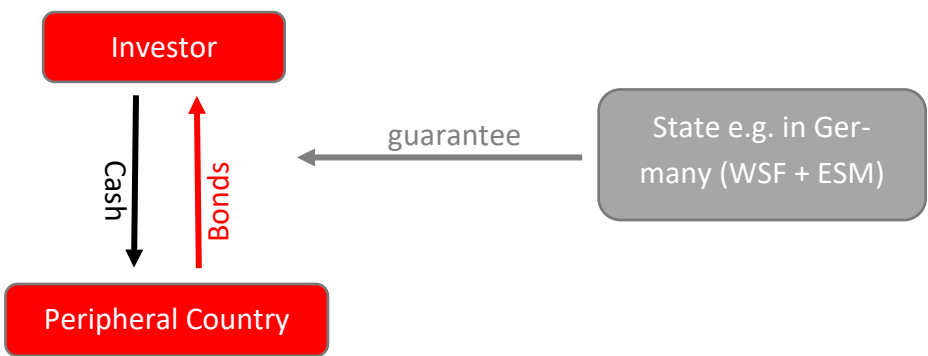 Investor
guarantee
State e.g. in Ger-
many (WSF + ESM)
Cash
Bonds
Peripheral Country